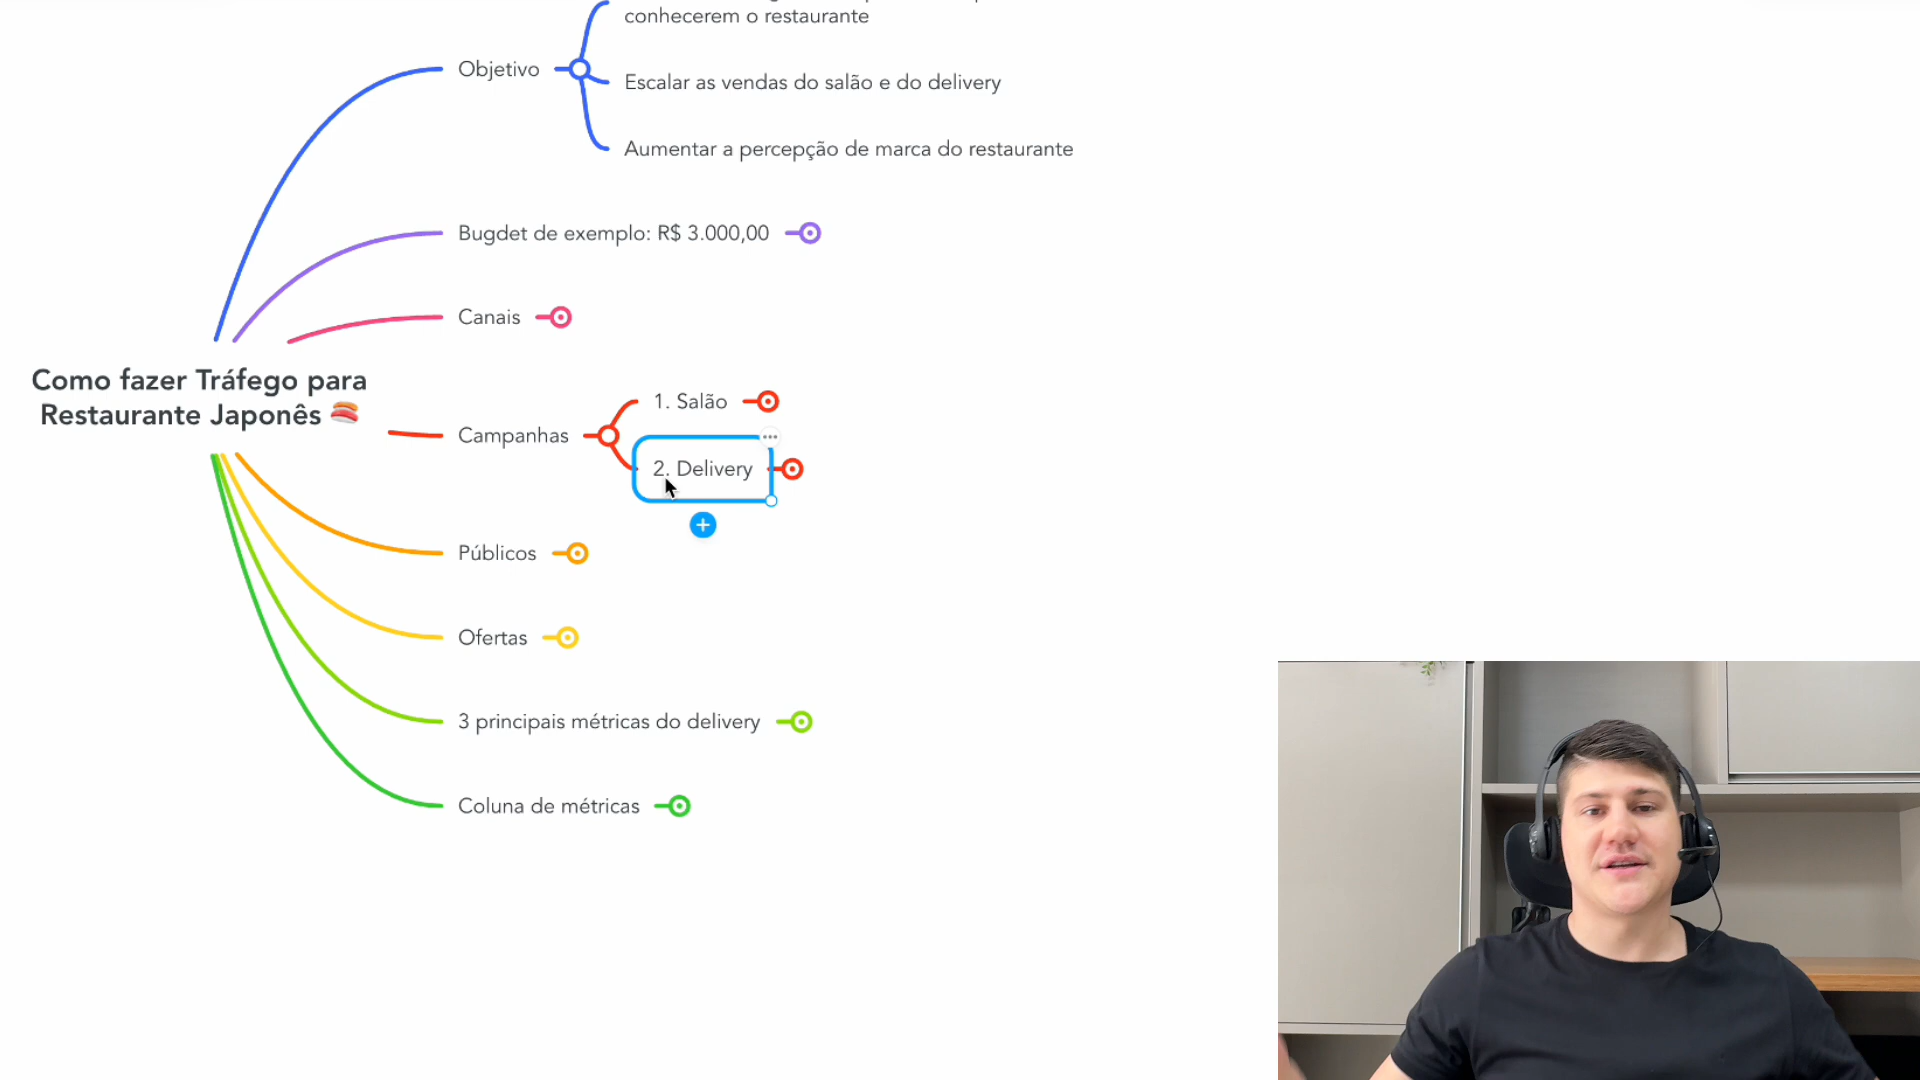 conhecerem o restaurante
Objetivo
Escalar as vendas do salão e do delivery
Aumentar a percepção de marca do restaurante
Bugdet de exemplo: R$ 3.000,00
Canais
Como fazer Tráfego para
Restaurante Japonês 🍣
Campanhas
1. Salão
2. Delivery
Públicos
Ofertas
3 principais métricas do delivery
Coluna de métricas